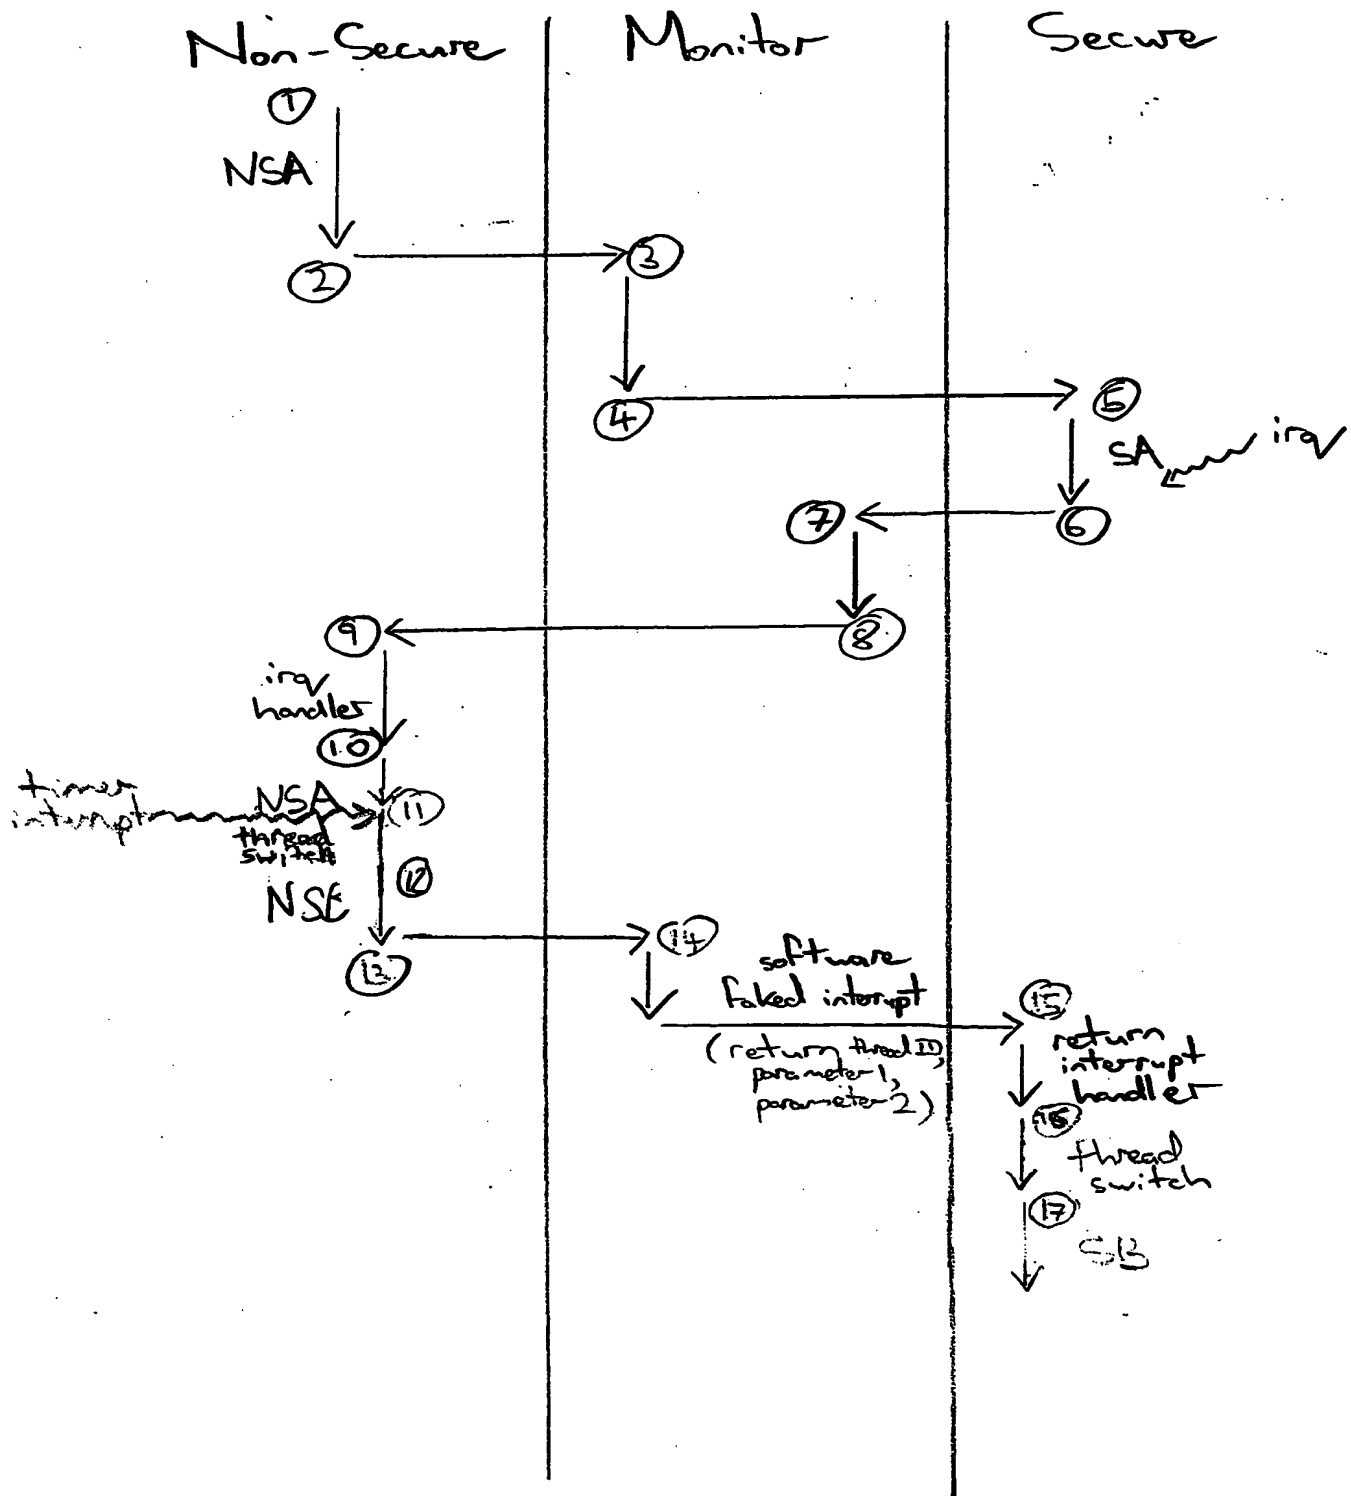 Non-Secure
Monitor
Secure
1
NSA
2
3
4
5
SA
irq
6
7
8
9
irq
handler
10
timer
interrupt
NSA
thread
switch
11
12
NSE
13
14
software
faked interrupt
(return thread ID,
parameter 1,
parameter 2)
15
return
interrupt
handler
16
thread
switch
17
SB